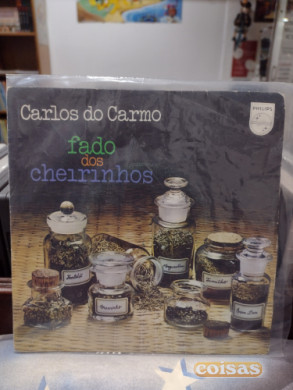 Carlos do Carmo
PHILIPS
fado
dos
cheirinhos
coisas